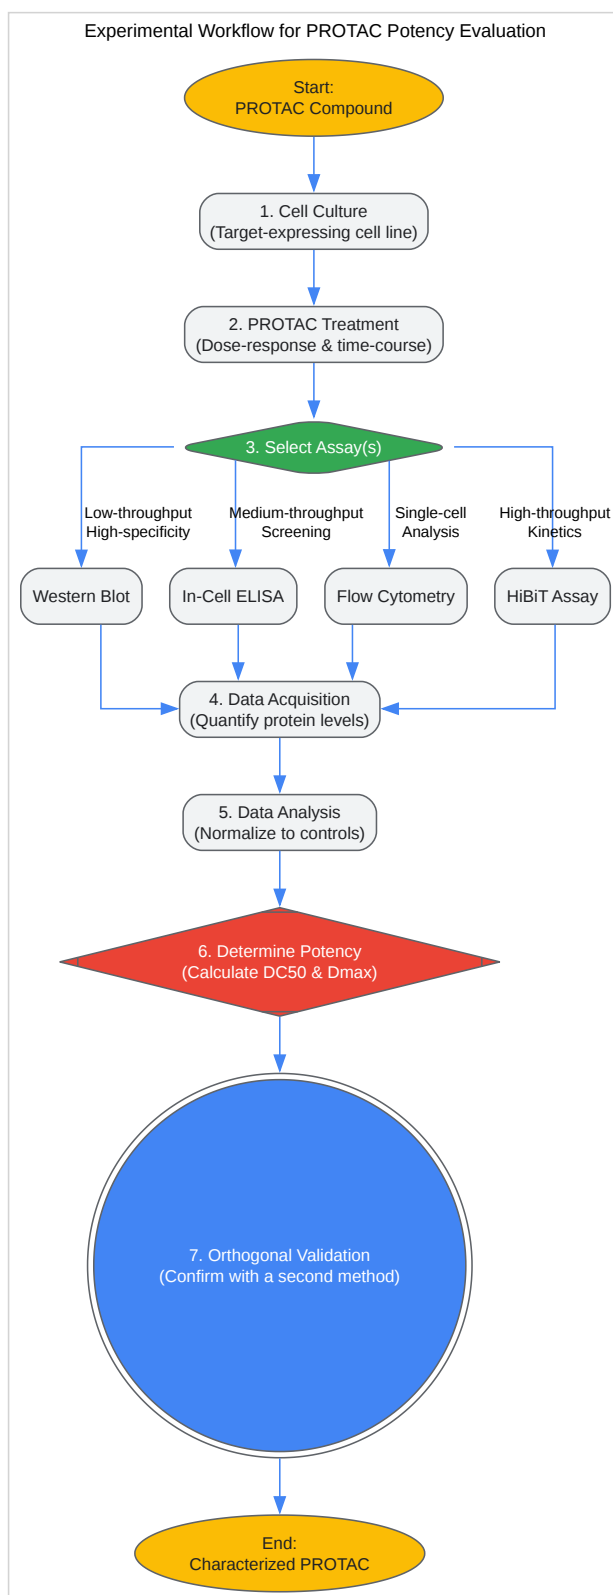 Experimental Workflow for PROTAC Potency Evaluation
Start:
PROTAC Compound
1. Cell Culture
(Target-expressing cell line)
2. PROTAC Treatment
(Dose-response & time-course)
3. Select Assay(s)
Low-throughput
High-specificity
Medium-throughput
Screening
Single-cell
Analysis
High-throughput
Kinetics
Western Blot
In-Cell ELISA
Flow Cytometry
HiBiT Assay
4. Data Acquisition
(Quantify protein levels)
5. Data Analysis
(Normalize to controls)
6. Determine Potency
(Calculate DC50 & Dmax)
7. Orthogonal Validation
(Confirm with a second method)
End:
Characterized PROTAC